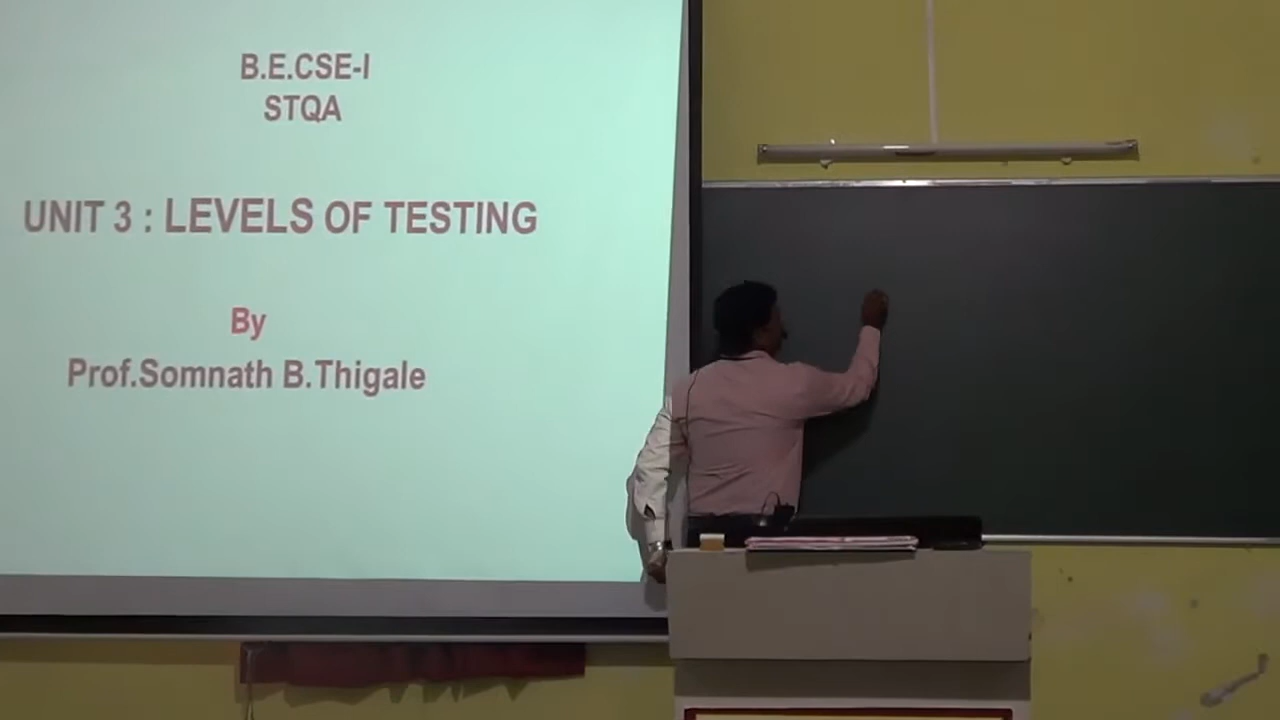 B.E.CSE-I
STQA
UNIT 3 : LEVELS OF TESTING
By
Prof.Somnath B.Thigale